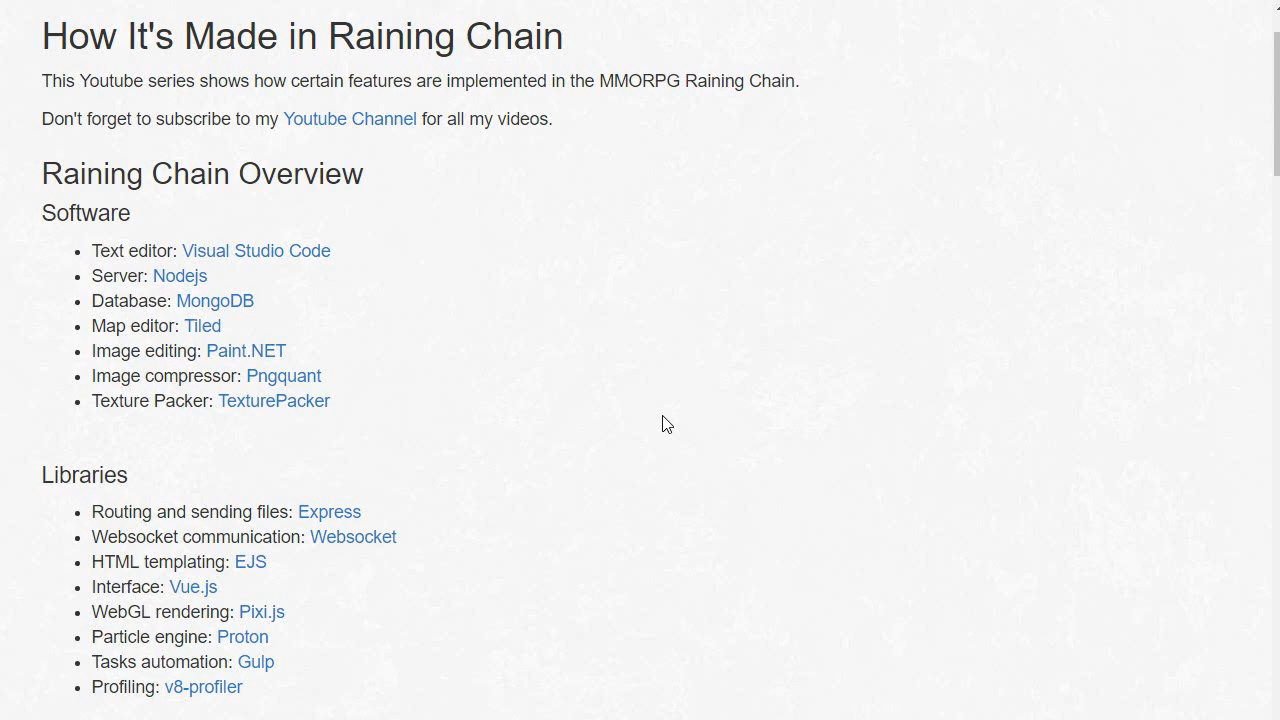 How It's Made in Raining Chain
This Youtube series shows how certain features are implemented in the MMORPG Raining Chain.
Don't forget to subscribe to my Youtube Channel for all my videos.
Raining Chain Overview
Software
Text editor: Visual Studio Code
Server: Nodejs
Database: MongoDB
Map editor: Tiled
Image editing: Paint.NET
Image compressor: Pngquant
Texture Packer: TexturePacker
Libraries
Routing and sending files: Express
Websocket communication: Websocket
HTML templating: EJS
Interface: Vue.js
WebGL rendering: Pixi.js
Particle engine: Proton
Tasks automation: Gulp
Profiling: v8-profiler